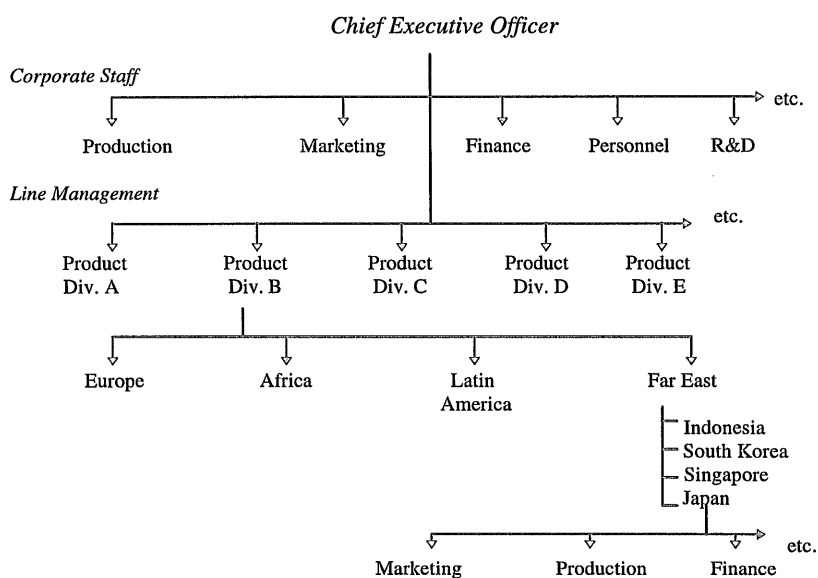 Chief Executive Officer
Corporate Staff
etc.
Production Marketing Finance Personnel R&D
Line Management
etc.
Product Product Product Product Product
Div. A Div. B Div. C Div. D Div. E
Europe Africa Latin Far East
America
Indonesia
South Korea
Singapore
Japan
etc.
Marketing Production Finance